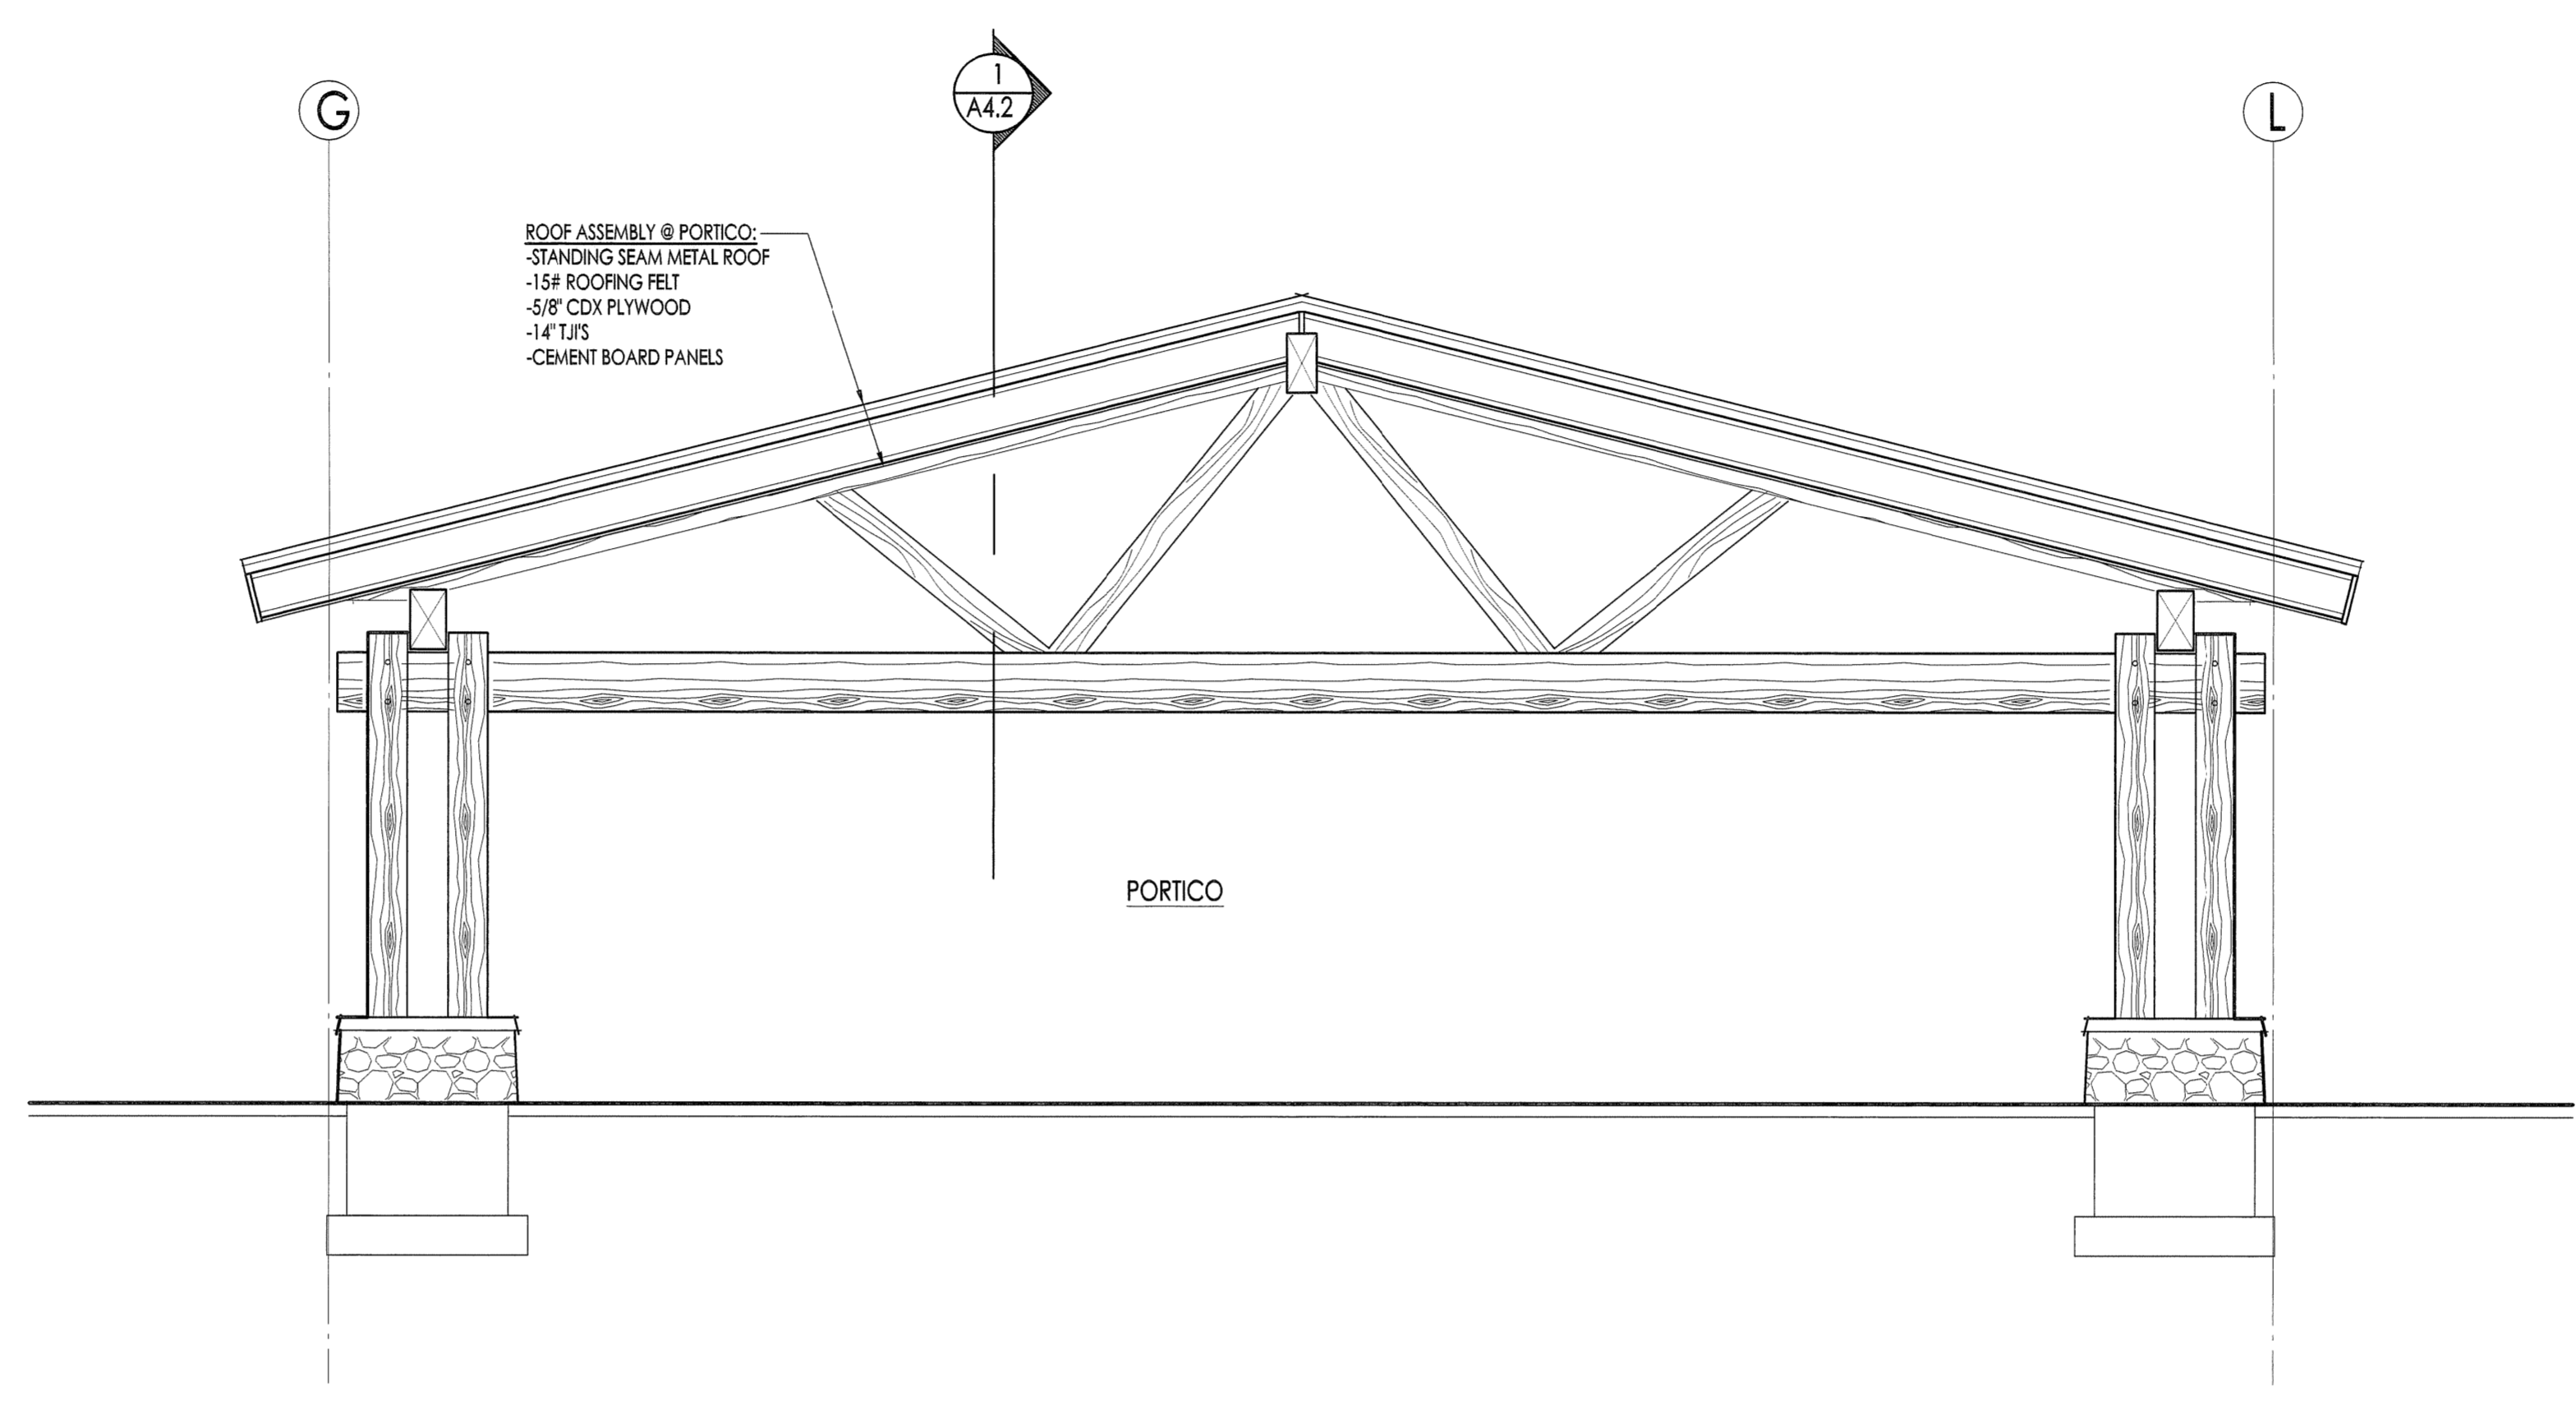 1
A4.2
G
L
ROOF ASSEMBLY @ PORTICO:
-STANDING SEAM METAL ROOF
-15# ROOFING FELT
-5/8" CDX PLYWOOD
-14" TJI'S
-CEMENT BOARD PANELS
PORTICO